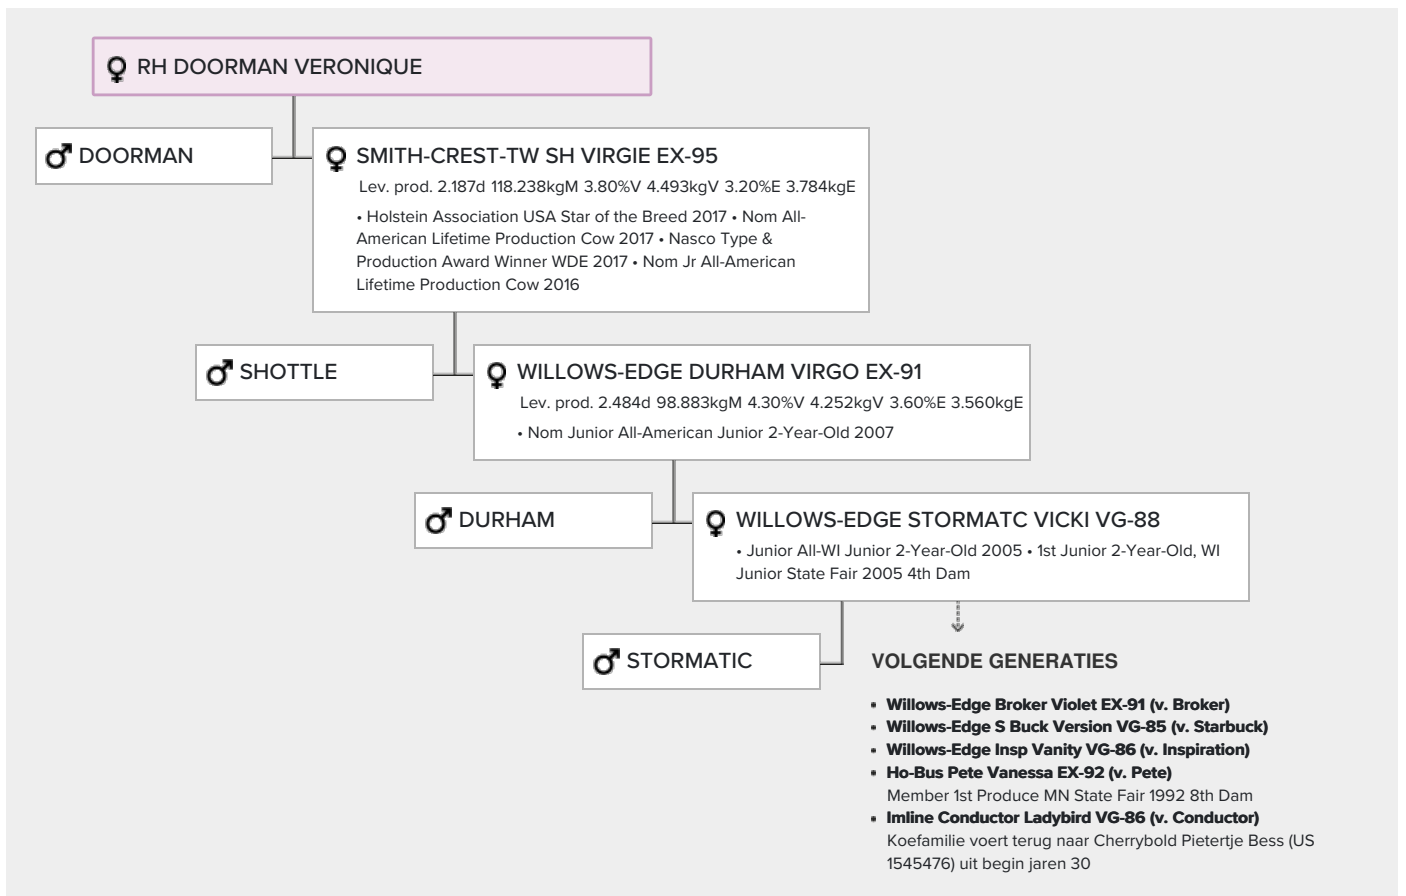 RH DOORMAN VERONIQUE
DOORMAN
SMITH-CREST-TW SH VIRGIE EX-95
Lev. prod. 2.187d 118.238kgM 3.80%V 4.493kgV 3.20%E 3.784kgE
• Holstein Association USA Star of the Breed 2017 • Nom All-
American Lifetime Production Cow 2017 • Nasco Type &
Production Award Winner WDE 2017 • Nom Jr All-American
Lifetime Production Cow 2016
SHOTTLE
WILLOWS-EDGE DURHAM VIRGO EX-91
Lev. prod. 2.484d 98.883kgM 4.30%V 4.252kgV 3.60%E 3.560kgE
• Nom Junior All-American Junior 2-Year-Old 2007
DURHAM
WILLOWS-EDGE STORMATC VICKI VG-88
• Junior All-WI Junior 2-Year-Old 2005 • 1st Junior 2-Year-Old, WI
Junior State Fair 2005 4th Dam
STORMATIC
VOLGENDE GENERATIES
• Willows-Edge Broker Violet EX-91 (v. Broker)
• Willows-Edge S Buck Version VG-85 (v. Starbuck)
• Willows-Edge Insp Vanity VG-86 (v. Inspiration)
• Ho-Bus Pete Vanessa EX-92 (v. Pete)
Member 1st Produce MN State Fair 1992 8th Dam
• Imline Conductor Ladybird VG-86 (v. Conductor)
Koefamilie voert terug naar Cherrybold Pietertje Bess (US
1545476) uit begin jaren 30